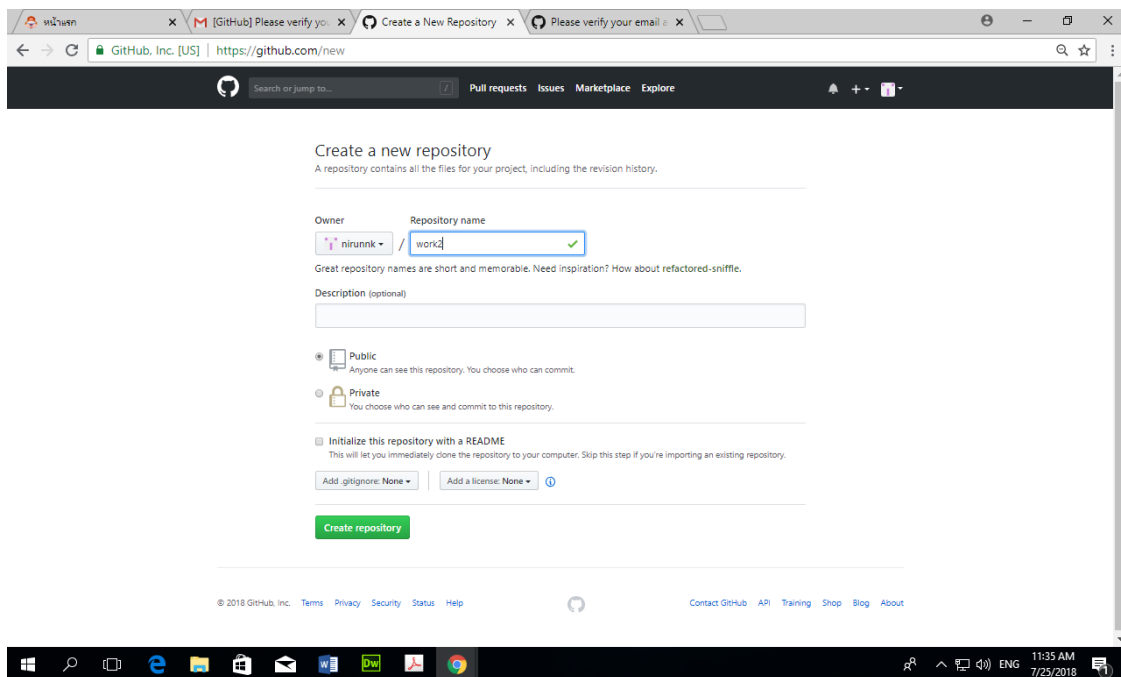 หน้าแรก
[GitHub] Please verify you
Create a New Repository
Please verify your email a
GitHub, Inc. [US] | https://github.com/new
Search or jump to... /
Pull requests Issues Marketplace Explore
Create a new repository
A repository contains all the files for your project, including the revision history.
Owner Repository name
nirunnk / work2
Great repository names are short and memorable. Need inspiration? How about refactored-sniffle.
Description (optional)
Public
Anyone can see this repository. You choose who can commit.
Private
You choose who can see and commit to this repository.
Initialize this repository with a README
This will let you immediately clone the repository to your computer. Skip this step if you're importing an existing repository.
Add .gitignore: None Add a license: None
Create repository
© 2018 GitHub, Inc. Terms Privacy Security Status Help Contact GitHub API Training Shop Blog About
Dw
ENG
11:35 AM
7/25/2018
1